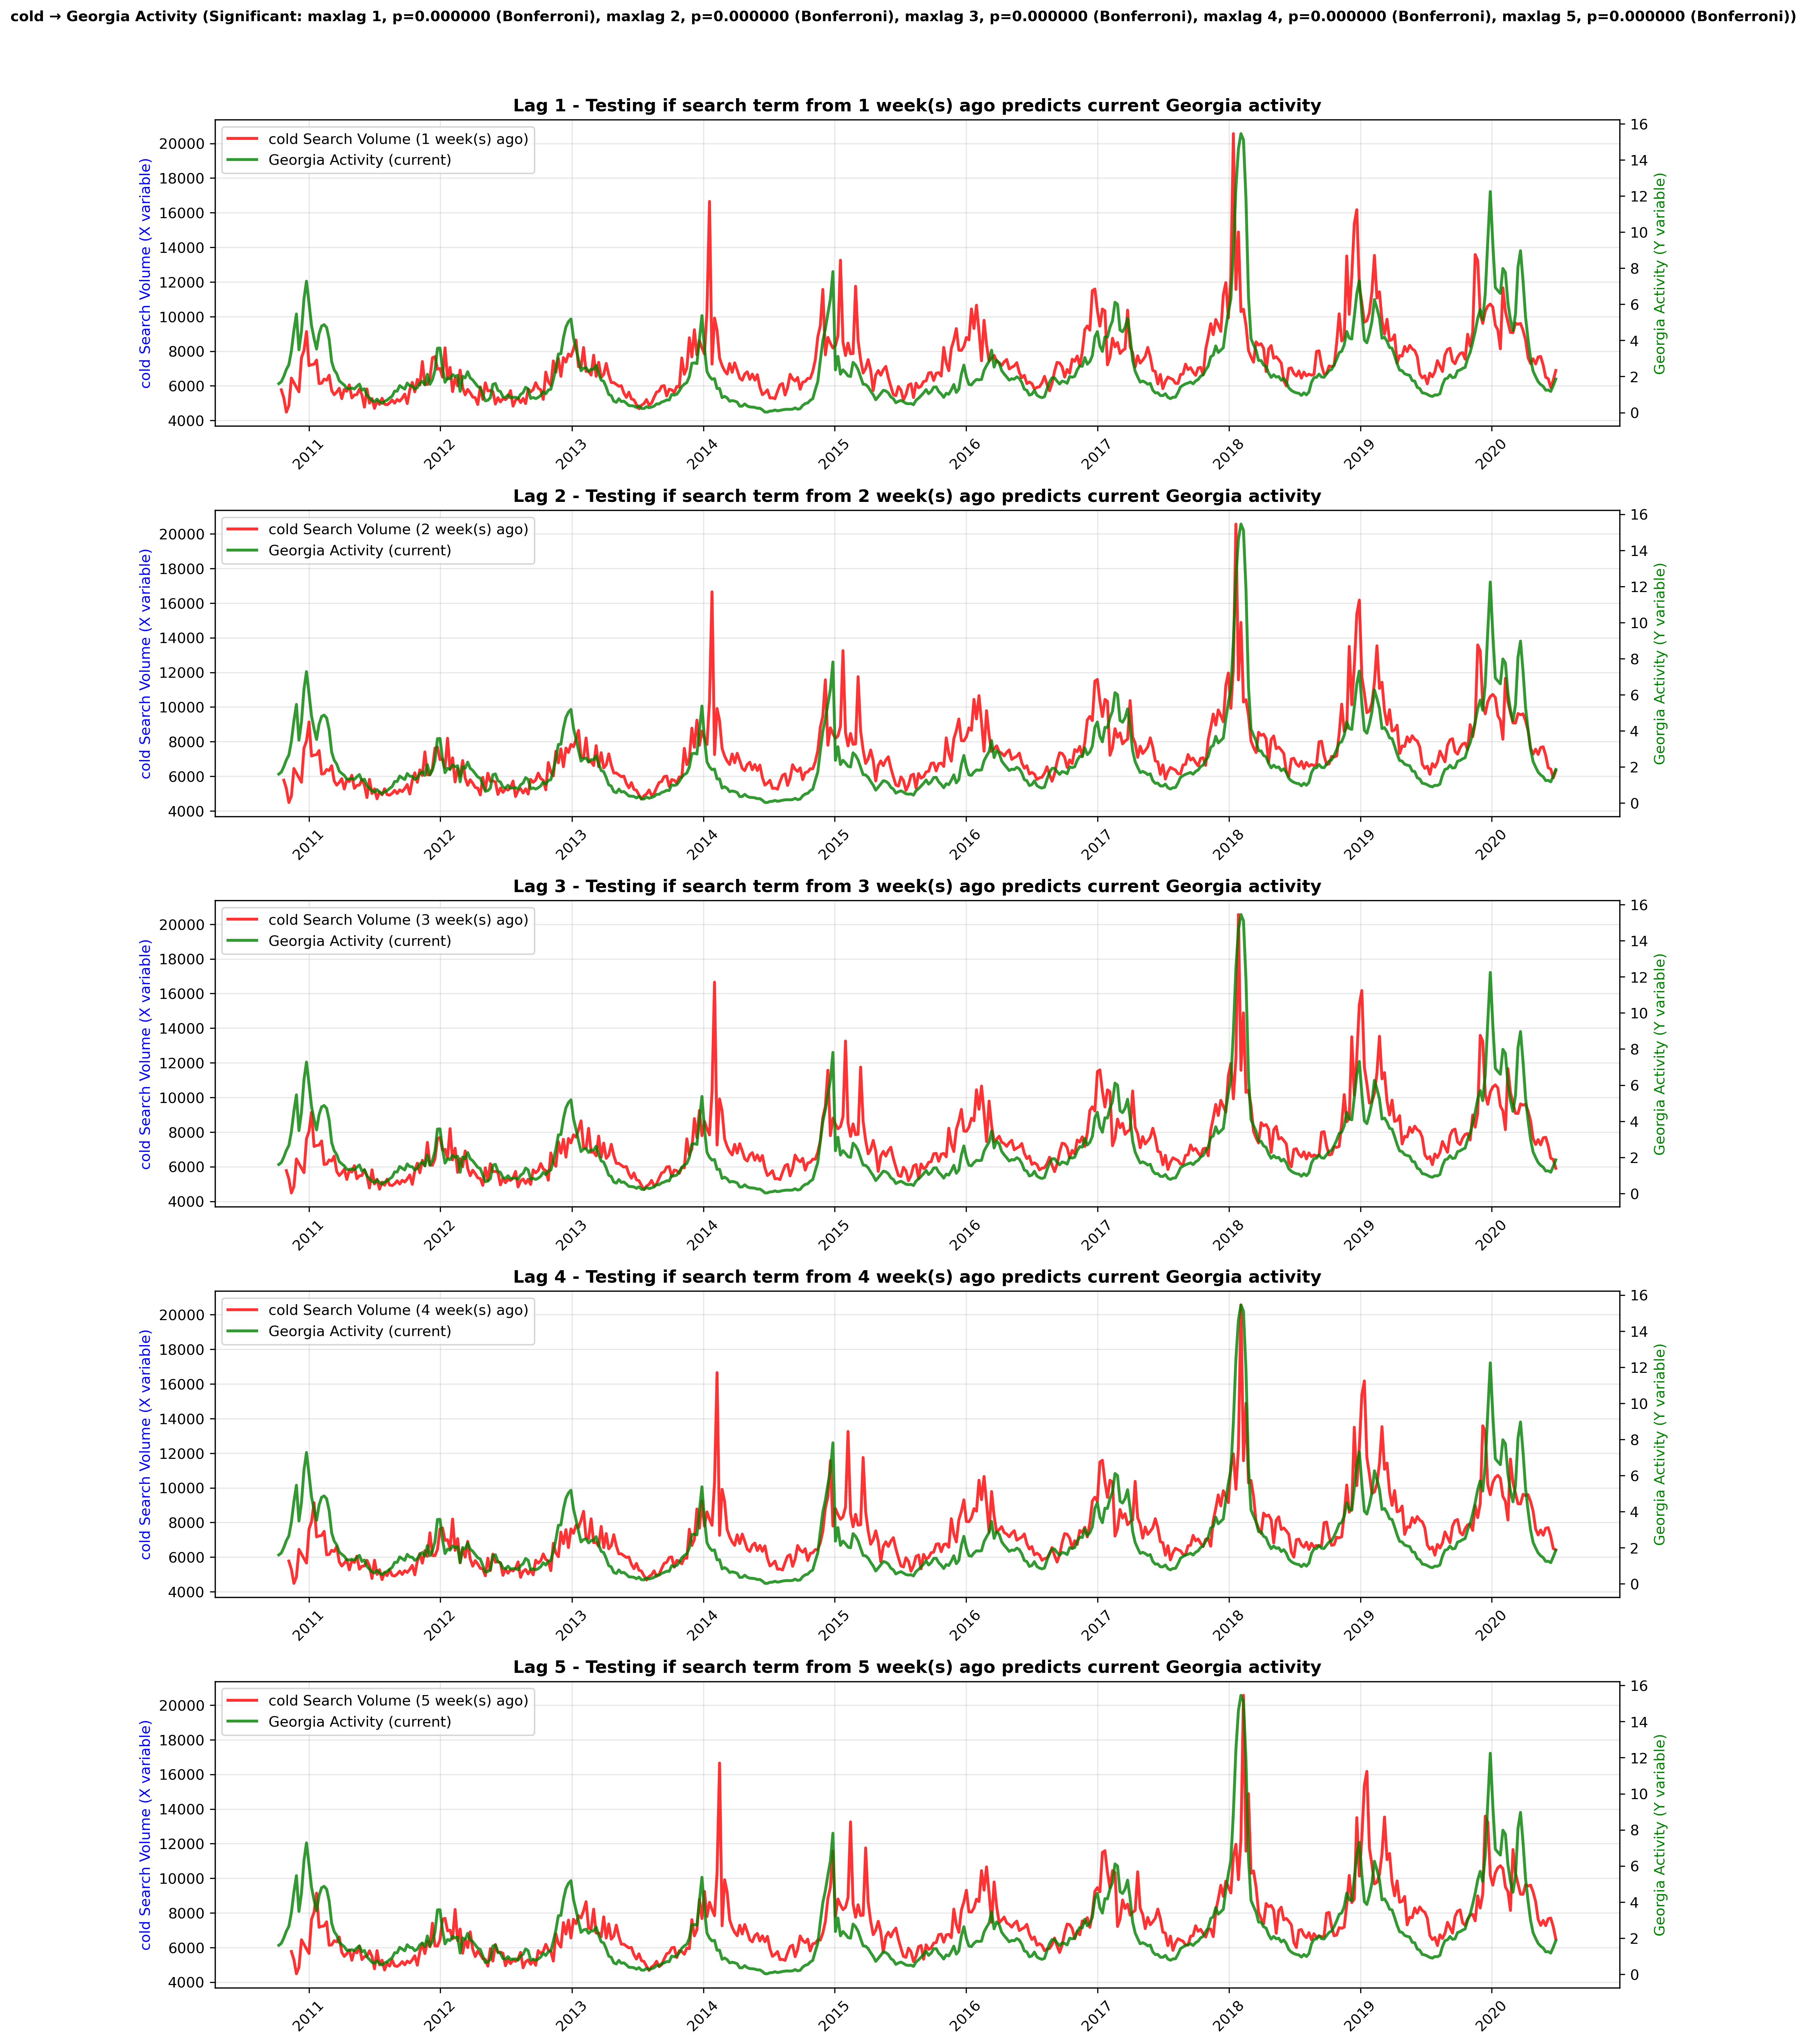 cold → Georgia Activity (Significant: maxlag 1, p=0.000000 (Bonferroni), maxlag 2, p=0.000000 (Bonferroni), maxlag 3, p=0.000000 (Bonferroni), maxlag 4, p=0.000000 (Bonferroni), maxlag 5, p=0.000000 (Bonferroni))
Lag 1 - Testing if search term from 1 week(s) ago predicts current Georgia activity
cold Search Volume (1 week(s) ago)
Georgia Activity (current)
cold Search Volume (X variable)
20000
18000
16000
14000
12000
10000
8000
6000
4000
Georgia Activity (Y variable)
16
14
12
10
8
6
4
2
0
2011 2012 2013 2014 2015 2016 2017 2018 2019 2020
Lag 2 - Testing if search term from 2 week(s) ago predicts current Georgia activity
cold Search Volume (2 week(s) ago)
Georgia Activity (current)
cold Search Volume (X variable)
20000
18000
16000
14000
12000
10000
8000
6000
4000
Georgia Activity (Y variable)
16
14
12
10
8
6
4
2
0
2011 2012 2013 2014 2015 2016 2017 2018 2019 2020
Lag 3 - Testing if search term from 3 week(s) ago predicts current Georgia activity
cold Search Volume (3 week(s) ago)
Georgia Activity (current)
cold Search Volume (X variable)
20000
18000
16000
14000
12000
10000
8000
6000
4000
Georgia Activity (Y variable)
16
14
12
10
8
6
4
2
0
2011 2012 2013 2014 2015 2016 2017 2018 2019 2020
Lag 4 - Testing if search term from 4 week(s) ago predicts current Georgia activity
cold Search Volume (4 week(s) ago)
Georgia Activity (current)
cold Search Volume (X variable)
20000
18000
16000
14000
12000
10000
8000
6000
4000
Georgia Activity (Y variable)
16
14
12
10
8
6
4
2
0
2011 2012 2013 2014 2015 2016 2017 2018 2019 2020
Lag 5 - Testing if search term from 5 week(s) ago predicts current Georgia activity
cold Search Volume (5 week(s) ago)
Georgia Activity (current)
cold Search Volume (X variable)
20000
18000
16000
14000
12000
10000
8000
6000
4000
Georgia Activity (Y variable)
16
14
12
10
8
6
4
2
0
2011 2012 2013 2014 2015 2016 2017 2018 2019 2020